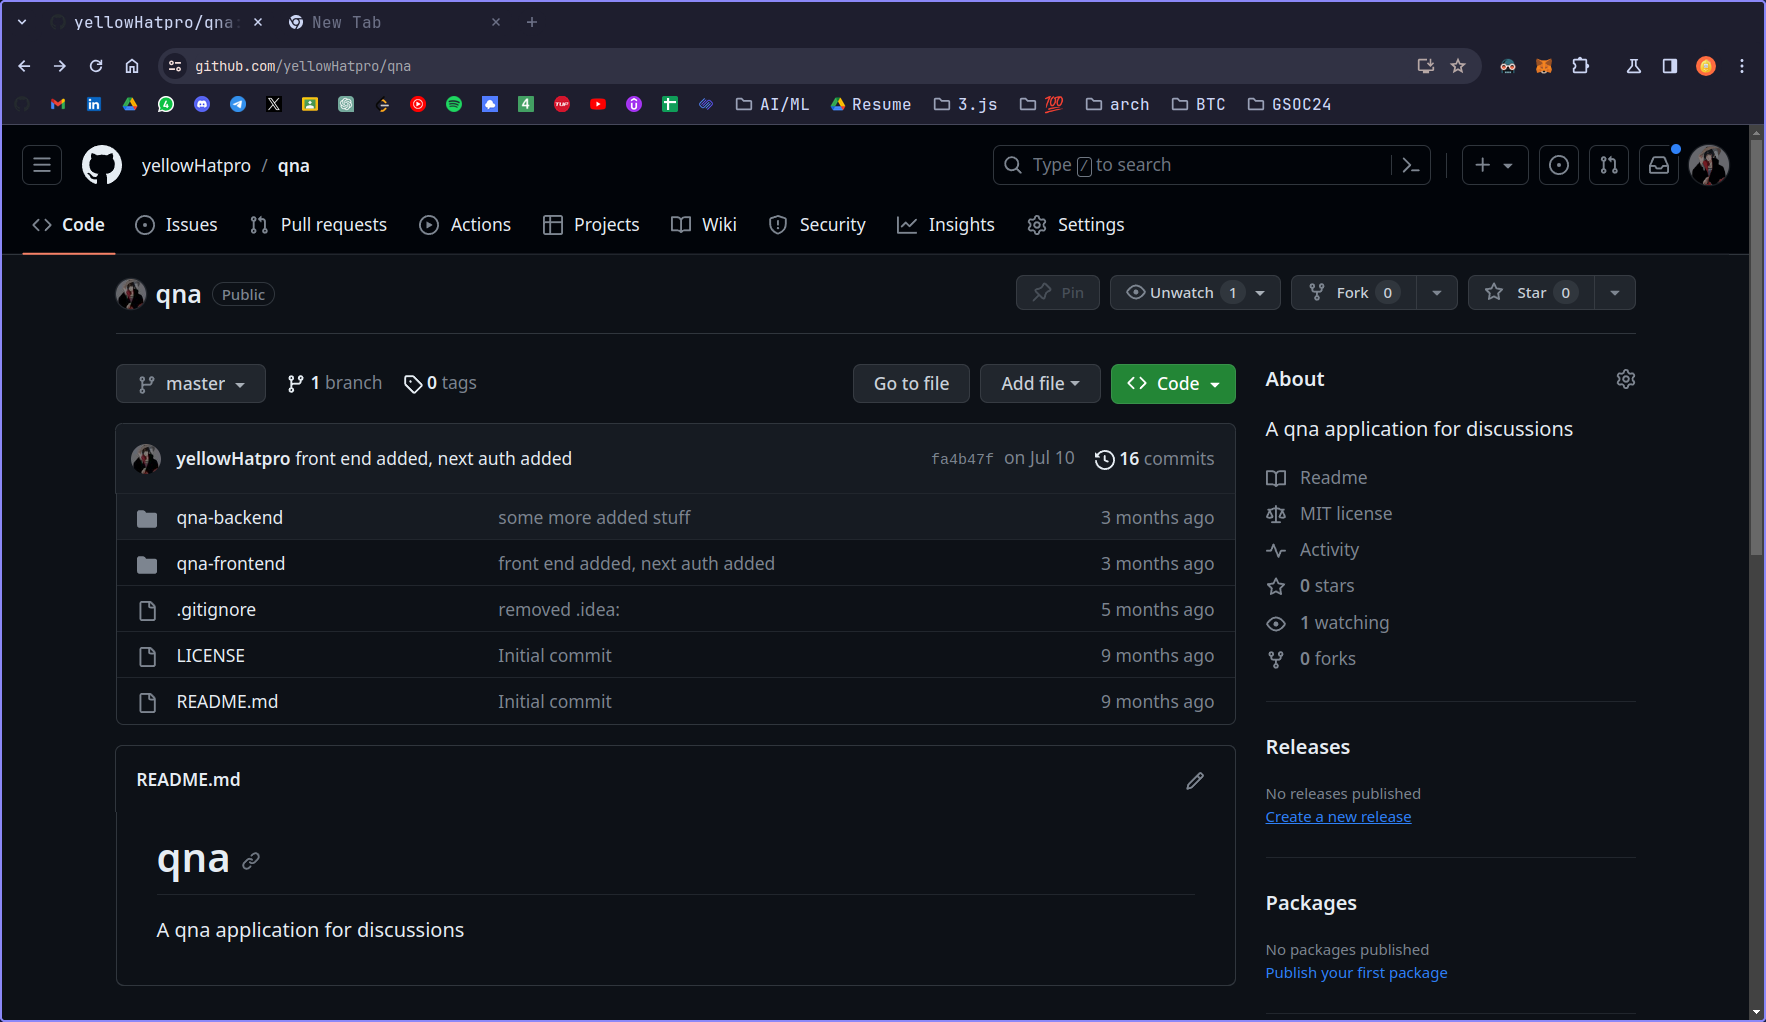 yellowHatpro/qna:
New Tab
github.com/yellowHatpro/qna
AI/ML Resume 3.js 100 arch BTC GSOC24
yellowHatpro / qna
Type / to search
Code Issues Pull requests Actions Projects Wiki Security Insights Settings
qna Public
Pin Unwatch 1 Fork 0 Star 0
master 1 branch 0 tags
Go to file Add file Code
yellowHatpro front end added, next auth added fa4b47f on Jul 10 16 commits
qna-backend some more added stuff 3 months ago
qna-frontend front end added, next auth added 3 months ago
.gitignore removed .idea: 5 months ago
LICENSE Initial commit 9 months ago
README.md Initial commit 9 months ago
README.md
qna
A qna application for discussions
About
A qna application for discussions
Readme
MIT license
Activity
0 stars
1 watching
0 forks
Releases
No releases published
Create a new release
Packages
No packages published
Publish your first package